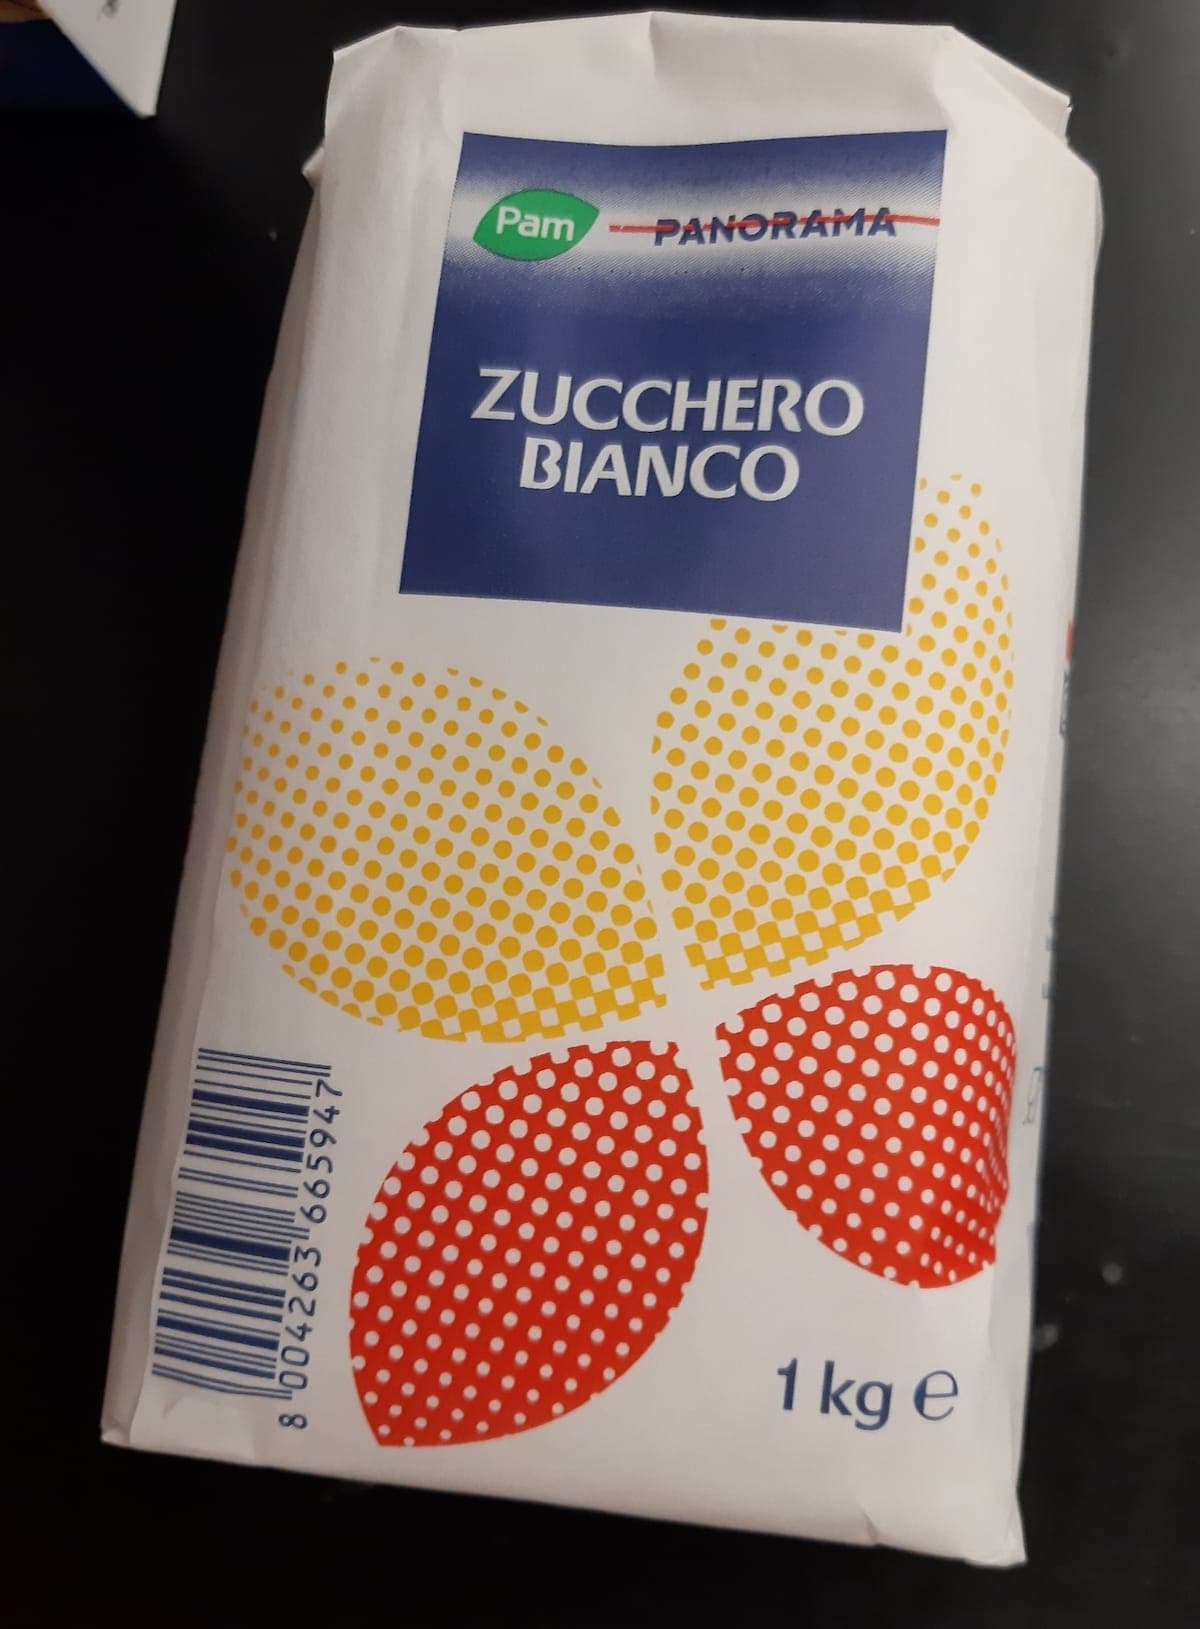 Pam PANORAMA
ZUCCHERO
BIANCO
8 004263 665947
1 kg e